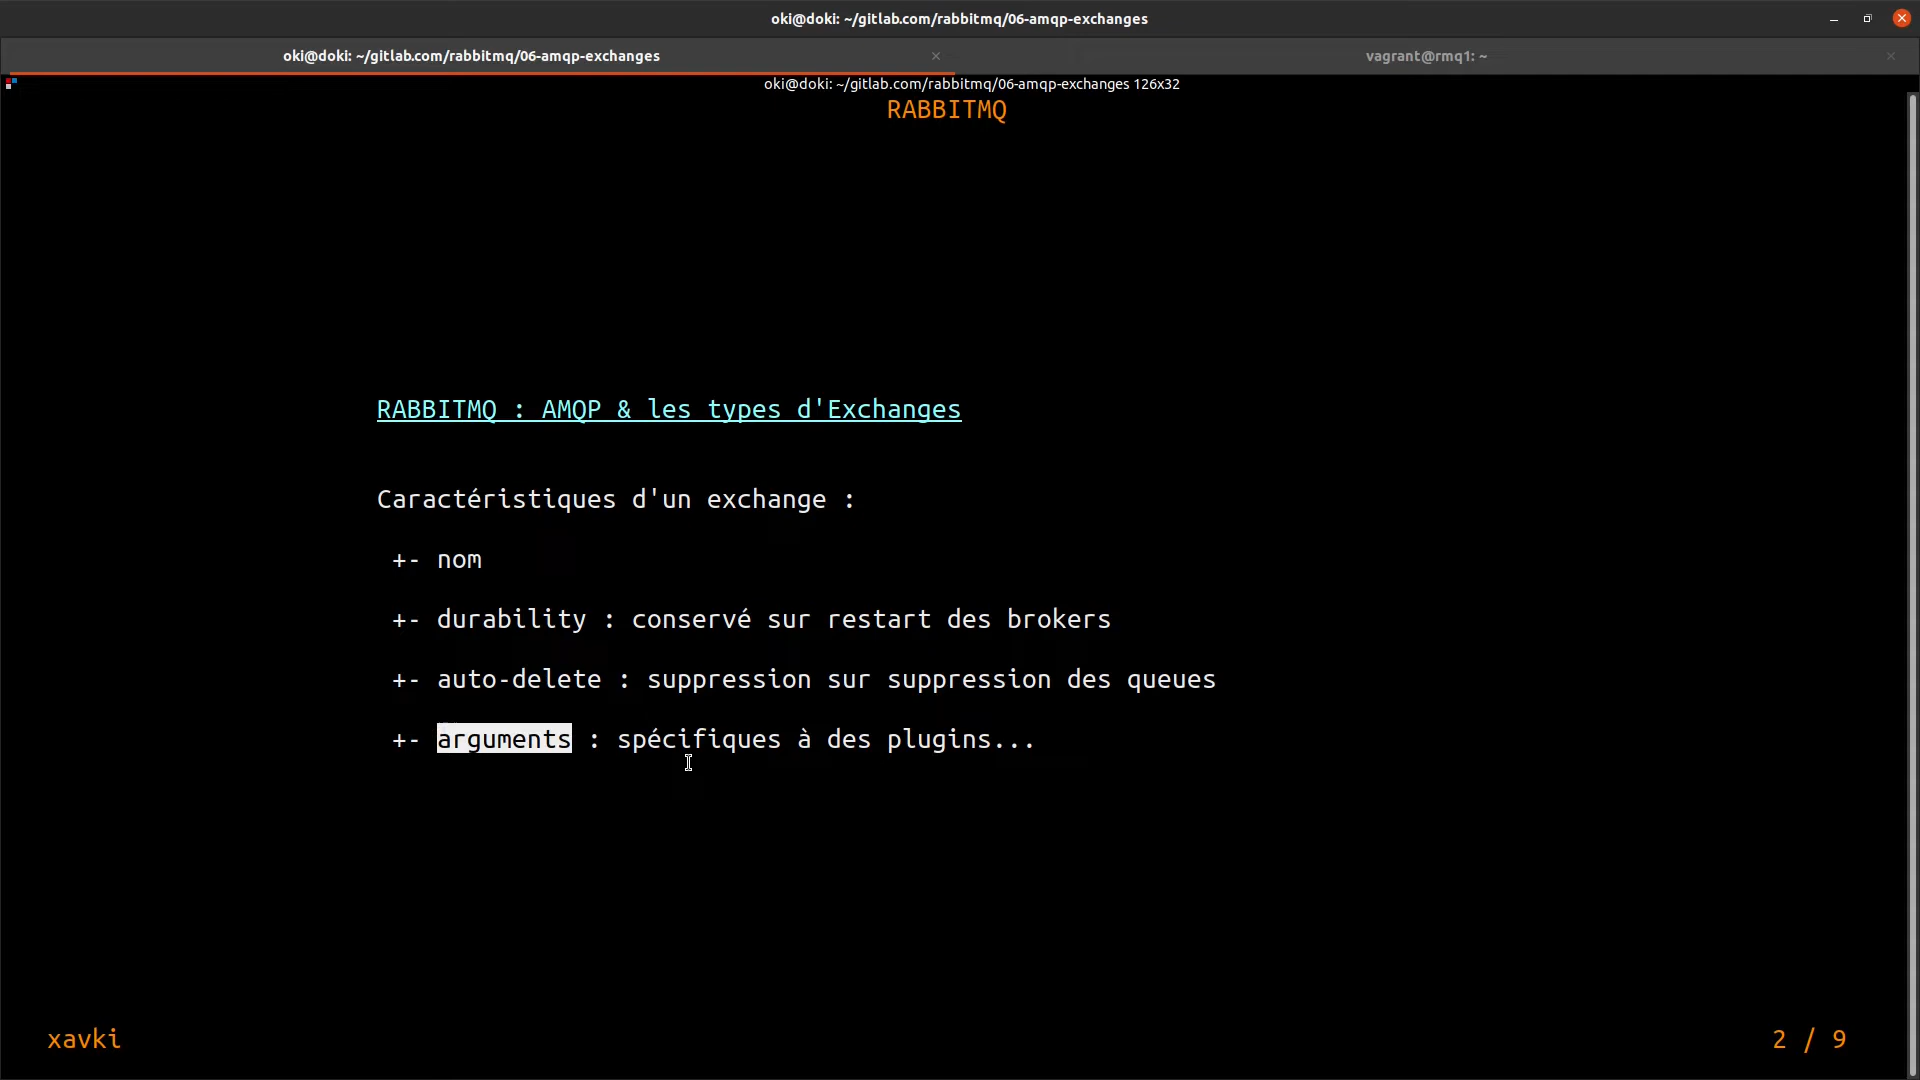 oki@doki: ~/gitlab.com/rabbitmq/06-amqp-exchanges
oki@doki: ~/gitlab.com/rabbitmq/06-amqp-exchanges
vagrant@rmq1: ~
oki@doki: ~/gitlab.com/rabbitmq/06-amqp-exchanges 126x32
RABBITMQ
RABBITMQ : AMQP & les types d'Exchanges
Caractéristiques d'un exchange :
+- nom
+- durability : conservé sur restart des brokers
+- auto-delete : suppression sur suppression des queues
+- arguments : spécifiques à des plugins...
xavki
2 / 9